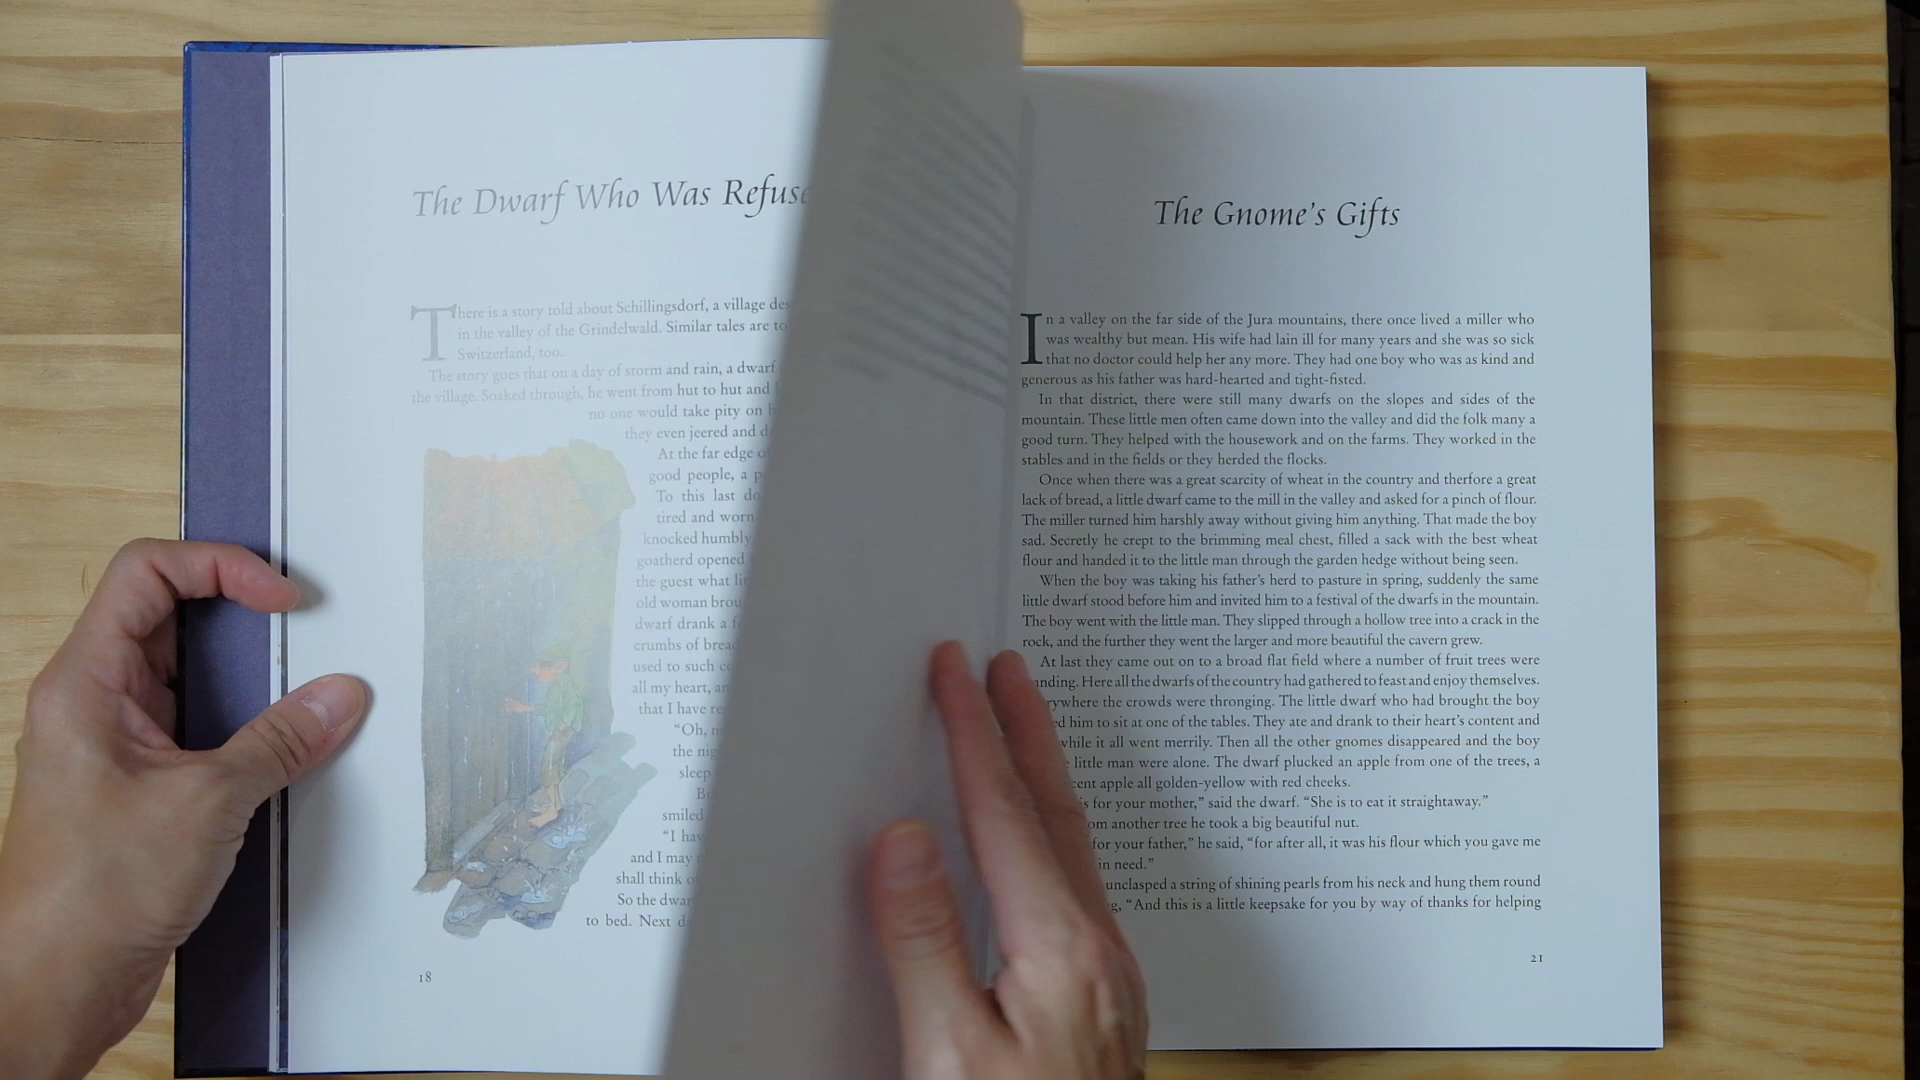 The Dwarf Who Was Refuse
There is a story told about Schillingsdorf, a village des
in the valley of the Grindelwald. Similar tales are to
Switzerland, too.
The story goes that on a day of storm and rain, a dwarf
the village. Soaked through, he went from hut to hut and
no one would take pity on
they even jeered and d
At the far edge o
good people, a p
To this last do
tired and worn
knocked humbly
goatherd opened
the guest what li
old woman brou
dwarf drank a f
crumbs of brea
used to such co
all my heart, an
that I have re
“Oh, n
the nig
sleep
Bu
smiled.
“I hav
and I may
shall think o
So the dwar
to bed. Next d
18
The Gnome’s Gifts
In a valley on the far side of the Jura mountains, there once lived a miller who
was wealthy but mean. His wife had lain ill for many years and she was so sick
that no doctor could help her any more. They had one boy who was as kind and
generous as his father was hard-hearted and tight-fisted.
In that district, there were still many dwarfs on the slopes and sides of the
mountain. These little men often came down into the valley and did the folk many a
good turn. They helped with the housework and on the farms. They worked in the
stables and in the fields or they herded the flocks.
Once when there was a great scarcity of wheat in the country and therfore a great
lack of bread, a little dwarf came to the mill in the valley and asked for a pinch of flour.
The miller turned him harshly away without giving him anything. That made the boy
sad. Secretly he crept to the brimming meal chest, filled a sack with the best wheat
flour and handed it to the little man through the garden hedge without being seen.
When the boy was taking his father’s herd to pasture in spring, suddenly the same
little dwarf stood before him and invited him to a festival of the dwarfs in the mountain.
The boy went with the little man. They slipped through a hollow tree into a crack in the
rock, and the further they went the larger and more beautiful the cavern grew.
At last they came out on to a broad flat field where a number of fruit trees were
nding. Here all the dwarfs of the country had gathered to feast and enjoy themselves.
rywhere the crowds were thronging. The little dwarf who had brought the boy
ed him to sit at one of the tables. They ate and drank to their heart’s content and
while it all went merrily. Then all the other gnomes disappeared and the boy
little man were alone. The dwarf plucked an apple from one of the trees, a
cent apple all golden-yellow with red cheeks.
is for your mother,” said the dwarf. “She is to eat it straightaway.”
om another tree he took a big beautiful nut.
for your father,” he said, “for after all, it was his flour which you gave me
in need.”
unclasped a string of shining pearls from his neck and hung them round
g, “And this is a little keepsake for you by way of thanks for helping
21